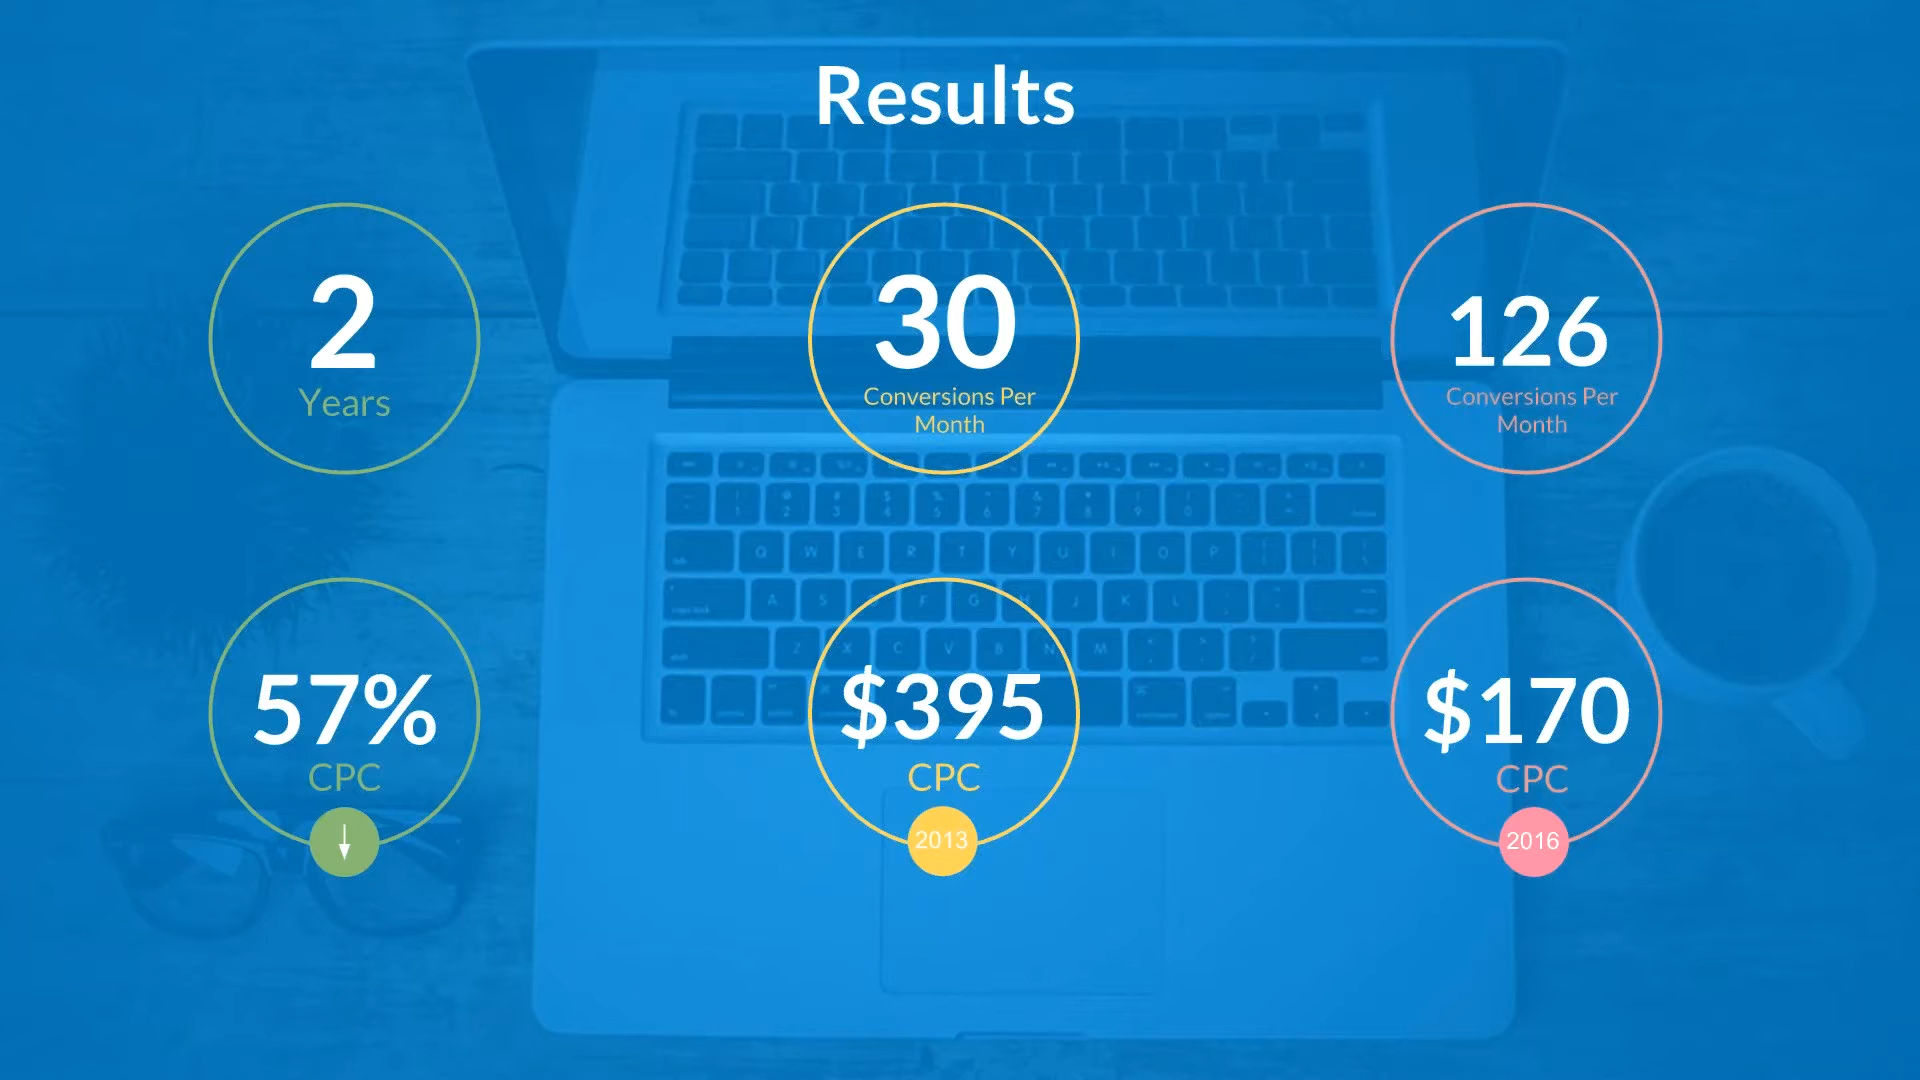 Results
2
Years
30
Conversions Per
Month
126
Conversions Per
Month
57%
CPC
$395
CPC
2013
$170
CPC
2016